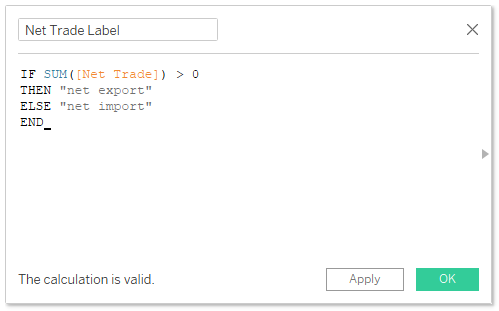 Net Trade Label
IF SUM([Net Trade]) > 0
THEN "net export"
ELSE "net import"
END
The calculation is valid.
Apply
OK